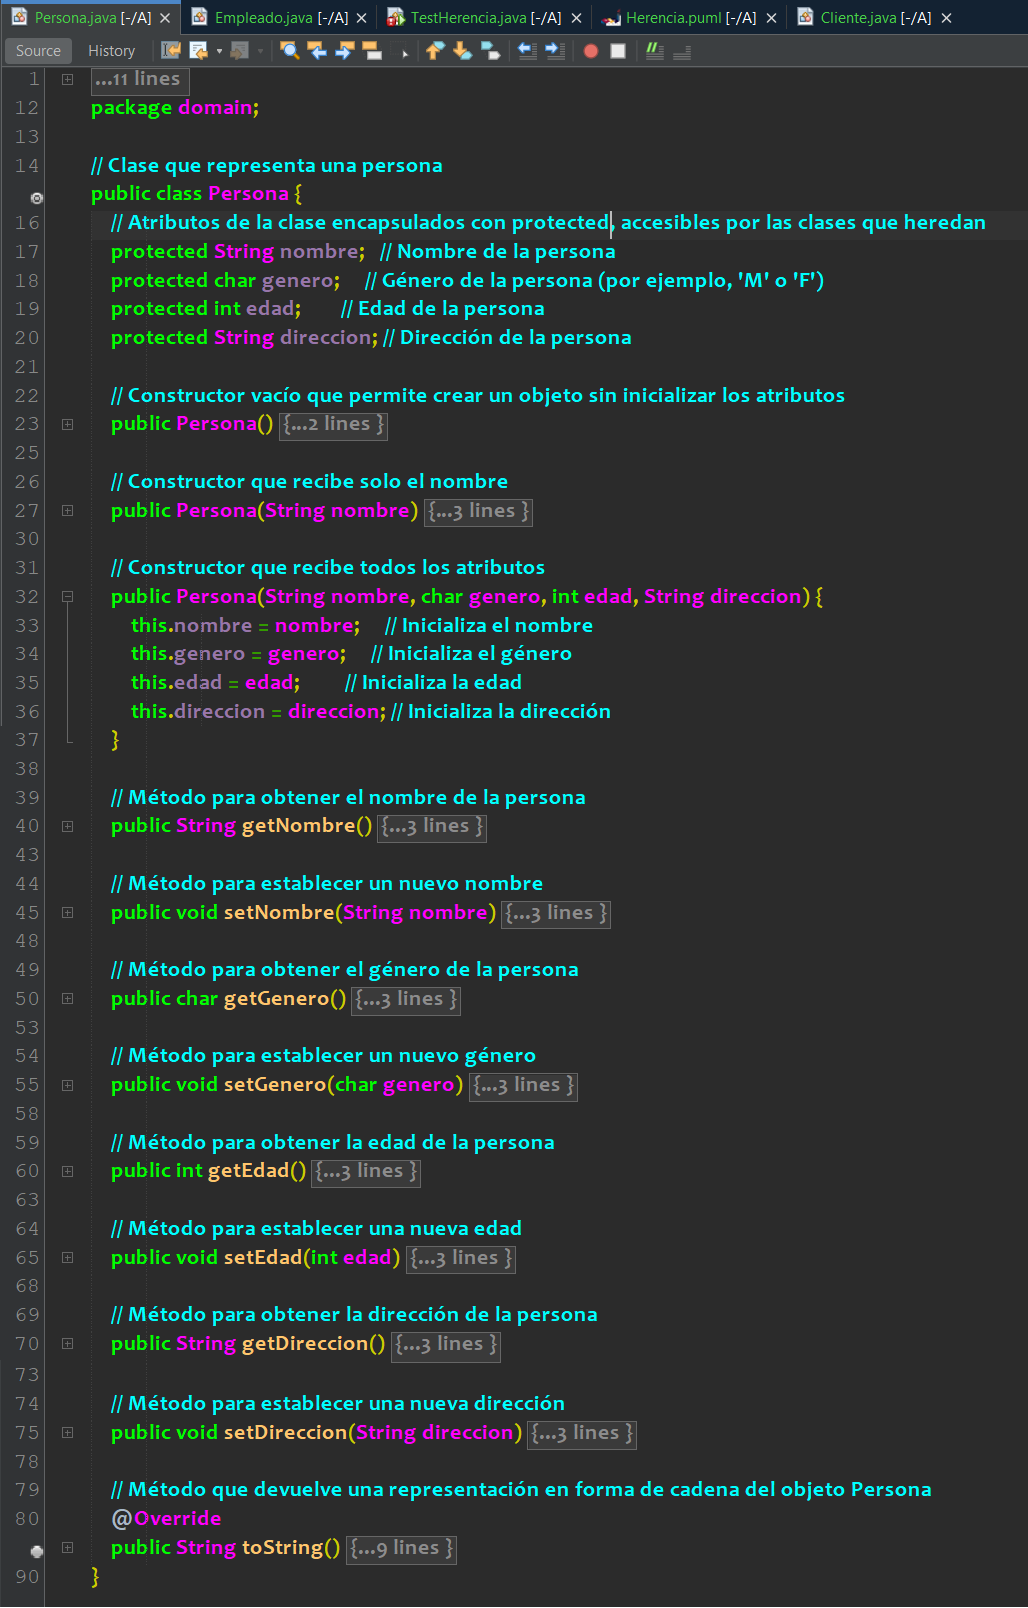 Persona.java [-/A] × Empleado.java [-/A] × TestHerencia.java [-/A] × Herencia.puml [-/A] × Cliente.java [-/A] ×
Source History
1 ...11 lines
12 package domain;
13
14 // Clase que representa una persona
public class Persona {
16 // Atributos de la clase encapsulados con protected, accesibles por las clases que heredan
17 protected String nombre; // Nombre de la persona
18 protected char genero; // Género de la persona (por ejemplo, 'M' o 'F')
19 protected int edad; // Edad de la persona
20 protected String direccion; // Dirección de la persona
21
22 // Constructor vacío que permite crear un objeto sin inicializar los atributos
23 public Persona() {...2 lines }
25
26 // Constructor que recibe solo el nombre
27 public Persona(String nombre) {...3 lines }
30
31 // Constructor que recibe todos los atributos
32 public Persona(String nombre, char genero, int edad, String direccion) {
33 this.nombre = nombre; // Inicializa el nombre
34 this.genero = genero; // Inicializa el género
35 this.edad = edad; // Inicializa la edad
36 this.direccion = direccion; // Inicializa la dirección
37 }
38
39 // Método para obtener el nombre de la persona
40 public String getNombre() {...3 lines }
43
44 // Método para establecer un nuevo nombre
45 public void setNombre(String nombre) {...3 lines }
48
49 // Método para obtener el género de la persona
50 public char getGenero() {...3 lines }
53
54 // Método para establecer un nuevo género
55 public void setGenero(char genero) {...3 lines }
58
59 // Método para obtener la edad de la persona
60 public int getEdad() {...3 lines }
63
64 // Método para establecer una nueva edad
65 public void setEdad(int edad) {...3 lines }
68
69 // Método para obtener la dirección de la persona
70 public String getDireccion() {...3 lines }
73
74 // Método para establecer una nueva dirección
75 public void setDireccion(String direccion) {...3 lines }
78
79 // Método que devuelve una representación en forma de cadena del objeto Persona
80 @Override
public String toString() {...9 lines }
90 }